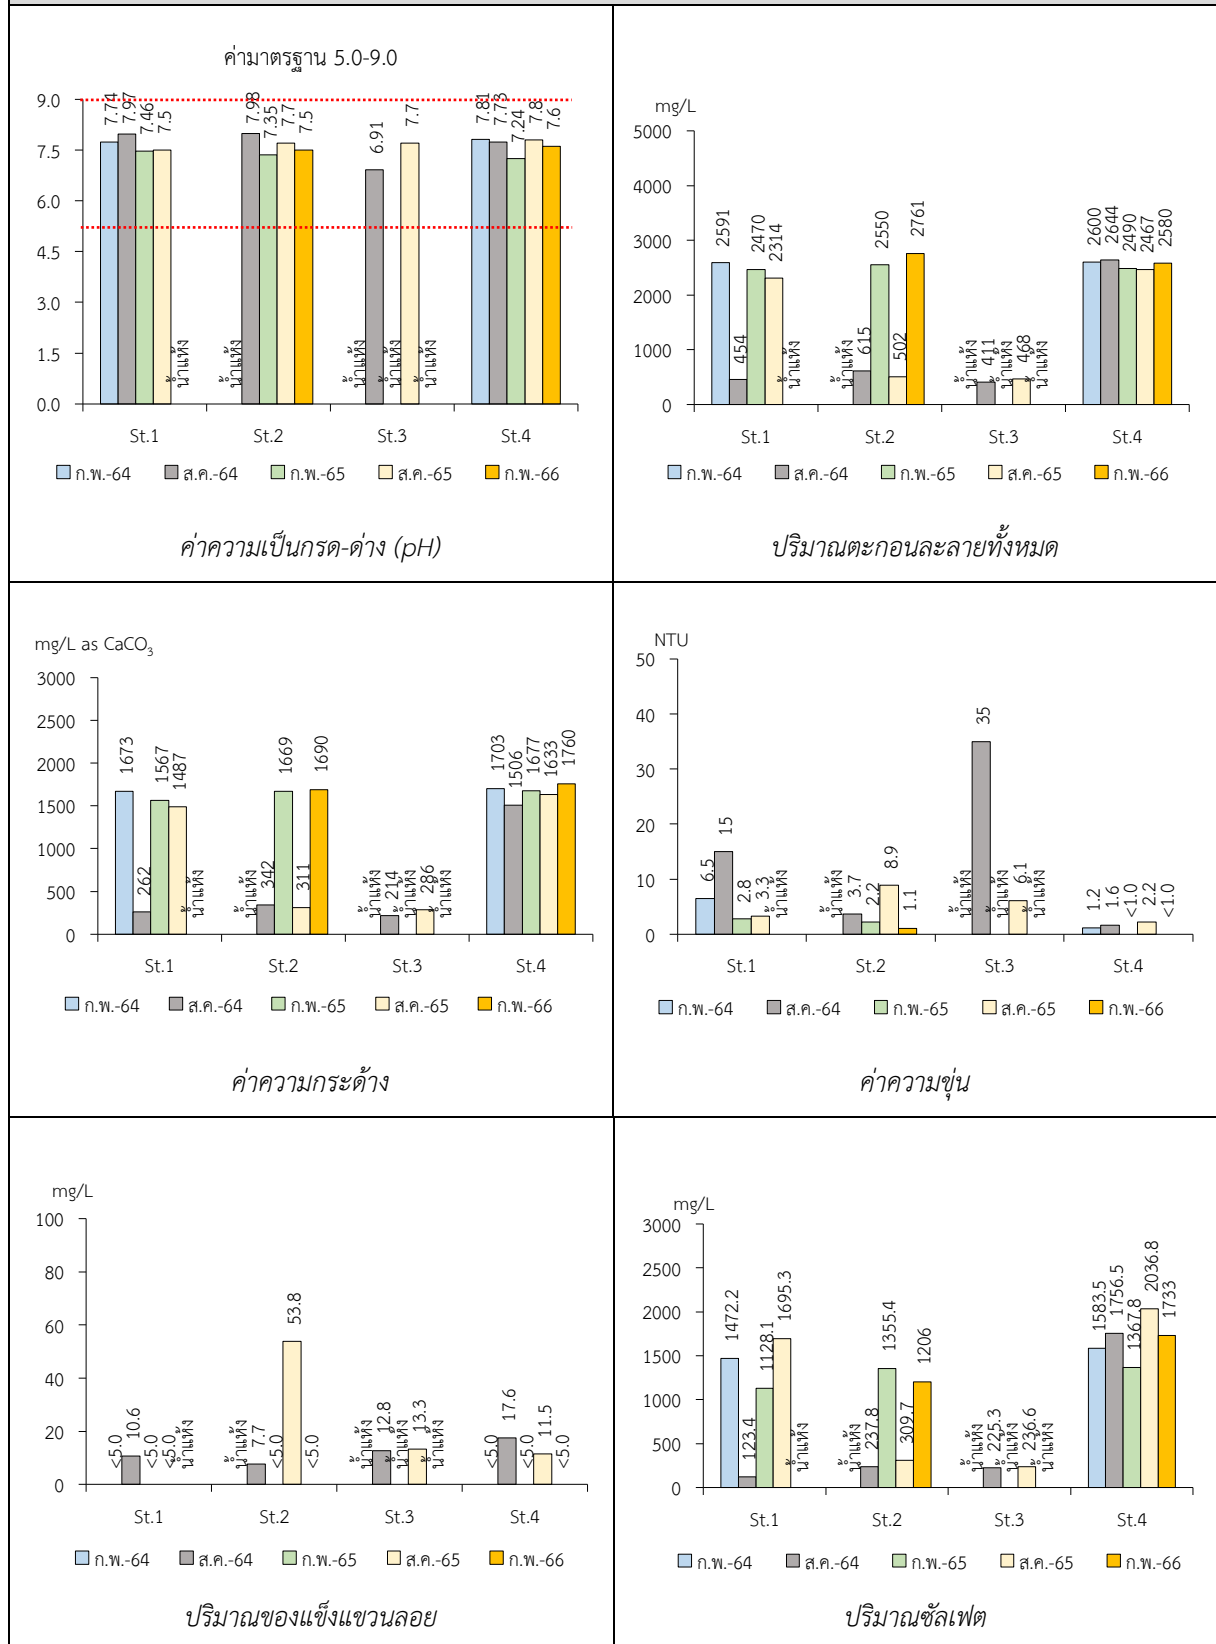 ค่ามาตรฐาน 5.0-9.0
9.0
7.5
6.0
4.5
3.0
1.5
0.0
7.74 7.97 7.46 7.5 น้ำแห้ง
น้ำแห้ง 7.98 7.35 7.7 7.5
น้ำแห้ง 6.91 น้ำแห้ง 7.7 น้ำแห้ง
7.81 7.73 7.24 7.8 7.6
St.1 St.2 St.3 St.4
ก.พ.-64 ส.ค.-64 ก.พ.-65 ส.ค.-65 ก.พ.-66
ค่าความเป็นกรด-ด่าง (pH)
mg/L
5000
4000
3000
2000
1000
0
2591 454 2470 2314 น้ำแห้ง
น้ำแห้ง 615 2550 502 2761
น้ำแห้ง 411 น้ำแห้ง 468 น้ำแห้ง
2600 2644 2490 2467 2580
St.1 St.2 St.3 St.4
ก.พ.-64 ส.ค.-64 ก.พ.-65 ส.ค.-65 ก.พ.-66
ปริมาณตะกอนละลายทั้งหมด
mg/L as CaCO3
3000
2500
2000
1500
1000
500
0
1673 262 1567 1487 น้ำแห้ง
น้ำแห้ง 342 1669 311 1690
น้ำแห้ง 214 น้ำแห้ง 286 น้ำแห้ง
1703 1506 1677 1633 1760
St.1 St.2 St.3 St.4
ก.พ.-64 ส.ค.-64 ก.พ.-65 ส.ค.-65 ก.พ.-66
ค่าความกระด้าง
NTU
50
40
30
20
10
0
6.5 15 2.8 3.3 น้ำแห้ง
น้ำแห้ง 3.7 2.2 8.9 1.1
น้ำแห้ง 35 น้ำแห้ง 6.1 น้ำแห้ง
1.2 1.6 <1.0 2.2 <1.0
St.1 St.2 St.3 St.4
ก.พ.-64 ส.ค.-64 ก.พ.-65 ส.ค.-65 ก.พ.-66
ค่าความขุ่น
mg/L
100
80
60
40
20
0
<5.0 10.6 <5.0 <5.0 น้ำแห้ง
น้ำแห้ง 7.7 <5.0 53.8 <5.0
น้ำแห้ง 12.8 น้ำแห้ง 13.3 น้ำแห้ง
<5.0 17.6 <5.0 11.5 <5.0
St.1 St.2 St.3 St.4
ก.พ.-64 ส.ค.-64 ก.พ.-65 ส.ค.-65 ก.พ.-66
ปริมาณของแข็งแขวนลอย
mg/L
3000
2500
2000
1500
1000
500
0
1472.2 123.4 1128.1 1695.3 น้ำแห้ง
น้ำแห้ง 237.8 1355.4 309.7 1206
น้ำแห้ง 225.3 น้ำแห้ง 236.6 น้ำแห้ง
1583.5 1756.5 1367.8 2036.8 1733
St.1 St.2 St.3 St.4
ก.พ.-64 ส.ค.-64 ก.พ.-65 ส.ค.-65 ก.พ.-66
ปริมาณซัลเฟต